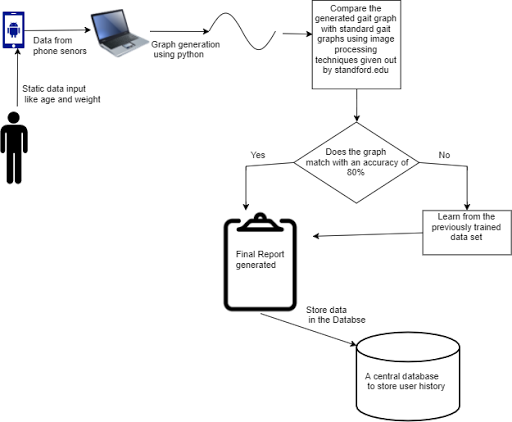 Data from
phone senors
Graph generation
using python
Compare the
generated gait graph
with standard gait
graphs using image
processing
techniques given out
by standford.edu
Static data input
like age and weight
Does the graph
match with an accuracy of
80%
Yes
No
Learn from the
previously trained
data set
Final Report
generated
Store data
in the Databse
A central database
to store user history